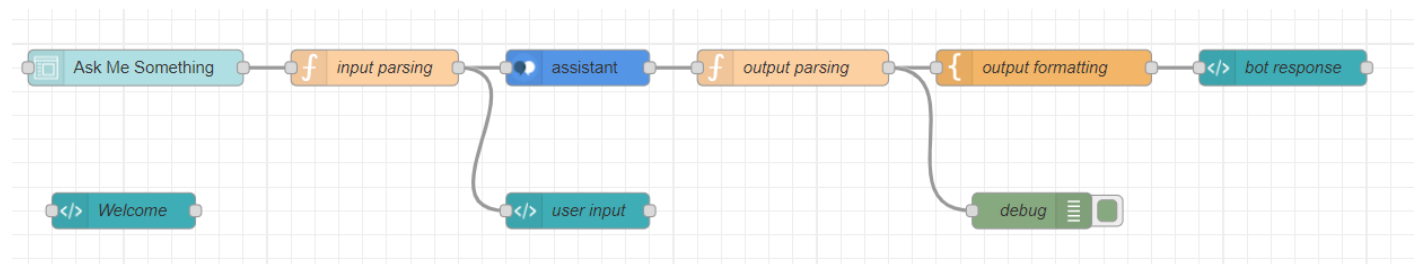 Ask Me Something
input parsing
assistant
output parsing
output formatting
bot response
Welcome
user input
debug